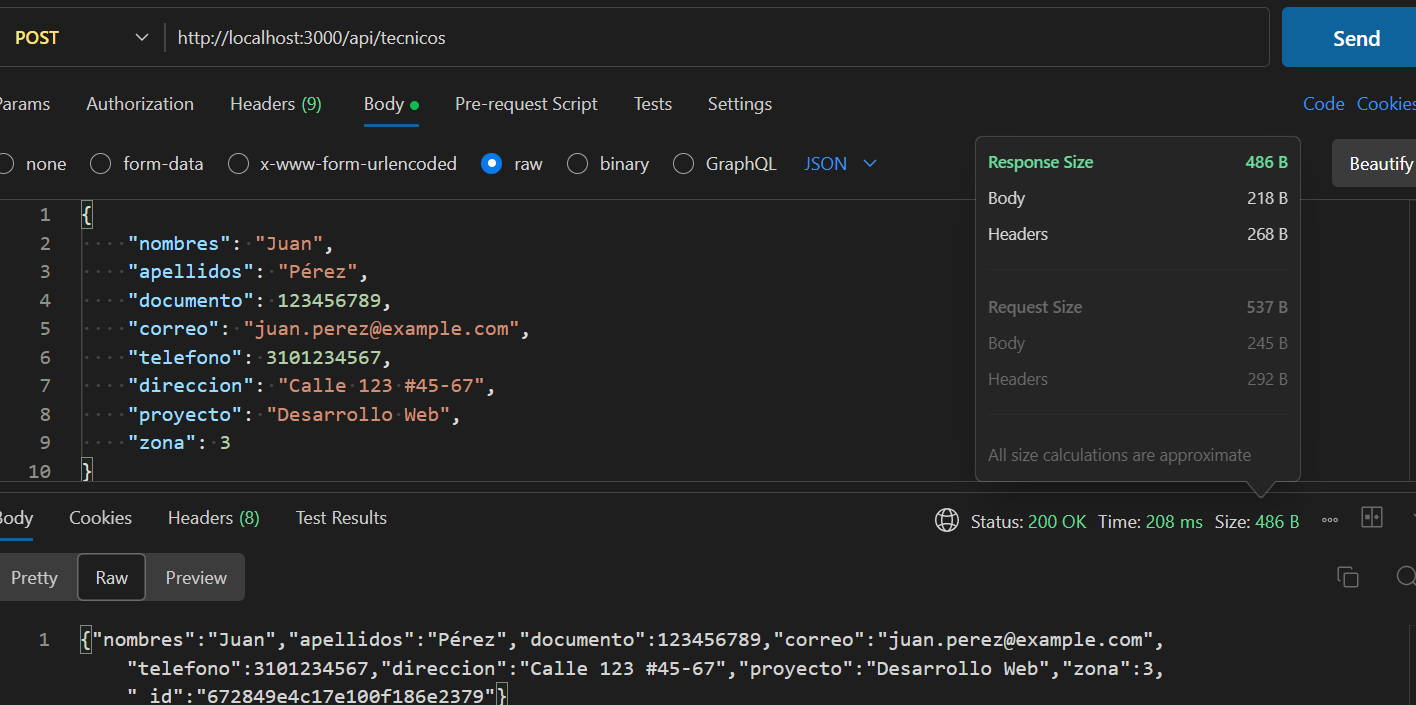 POST http://localhost:3000/api/tecnicos Send
Params Authorization Headers (9) Body Pre-request Script Tests Settings Code Cookies
none form-data x-www-form-urlencoded raw binary GraphQL JSON Beautify
1 {
2 "nombres": "Juan",
3 "apellidos": "Pérez",
4 "documento": 123456789,
5 "correo": "juan.perez@example.com",
6 "telefono": 3101234567,
7 "direccion": "Calle 123 #45-67",
8 "proyecto": "Desarrollo Web",
9 "zona": 3
10 }
Response Size 486 B
Body 218 B
Headers 268 B
Request Size 537 B
Body 245 B
Headers 292 B
All size calculations are approximate
Body Cookies Headers (8) Test Results Status: 200 OK Time: 208 ms Size: 486 B
Pretty Raw Preview
1 {"nombres":"Juan","apellidos":"Pérez","documento":123456789,"correo":"juan.perez@example.com",
"telefono":3101234567,"direccion":"Calle 123 #45-67","proyecto":"Desarrollo Web","zona":3,
"_id":"672849e4c17e100f186e2379"}